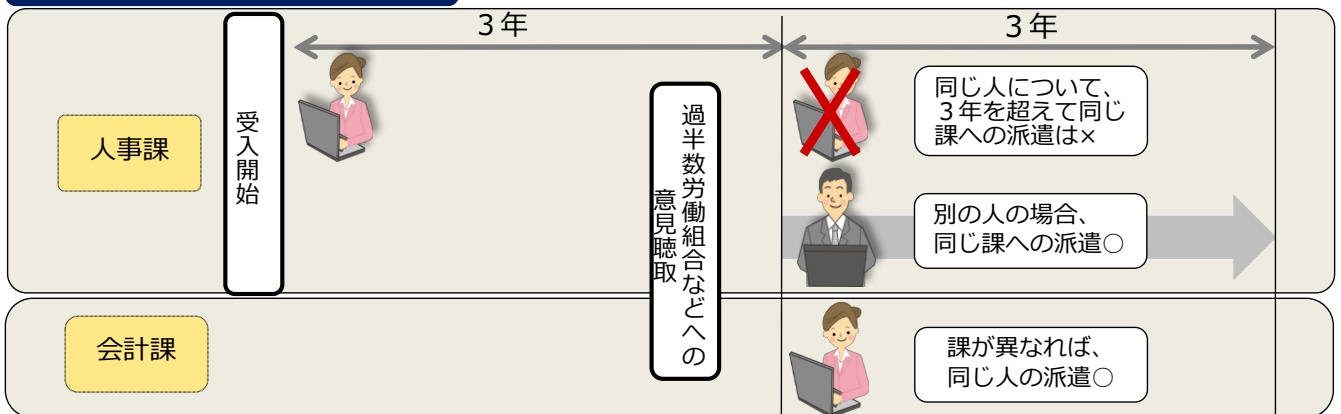 3年
3年
人事課
受入開始
過半数労働組合などへの
意見聴取
同じ人について、
3年を超えて同じ
課への派遣は×
別の人の場合、
同じ課への派遣○
会計課
課が異なれば、
同じ人の派遣○